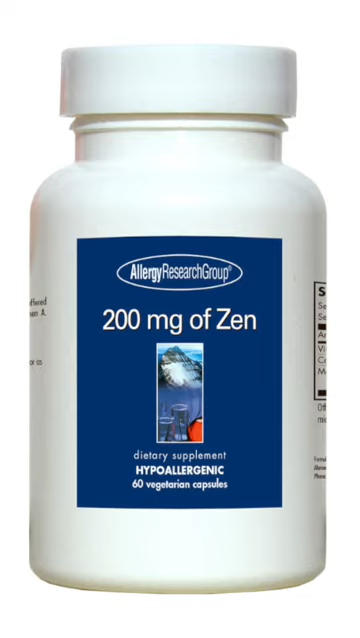 AllergyResearchGroup®
200 mg of Zen
dietary supplement
HYPOALLERGENIC
60 vegetarian capsules